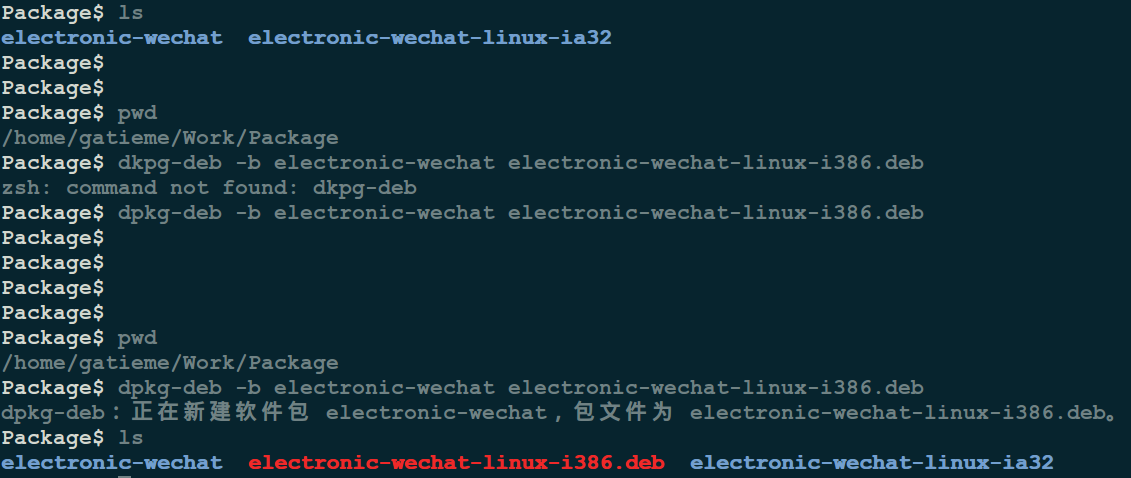 Package$ ls
electronic-wechat  electronic-wechat-linux-ia32
Package$
Package$
Package$ pwd
/home/gatieme/Work/Package
Package$ dkpg-deb -b electronic-wechat electronic-wechat-linux-i386.deb
zsh: command not found: dkpg-deb
Package$ dpkg-deb -b electronic-wechat electronic-wechat-linux-i386.deb
Package$
Package$
Package$
Package$
Package$ pwd
/home/gatieme/Work/Package
Package$ dpkg-deb -b electronic-wechat electronic-wechat-linux-i386.deb
dpkg-deb：正在新建软件包 electronic-wechat，包文件为 electronic-wechat-linux-i386.deb。
Package$ ls
electronic-wechat  electronic-wechat-linux-i386.deb  electronic-wechat-linux-ia32